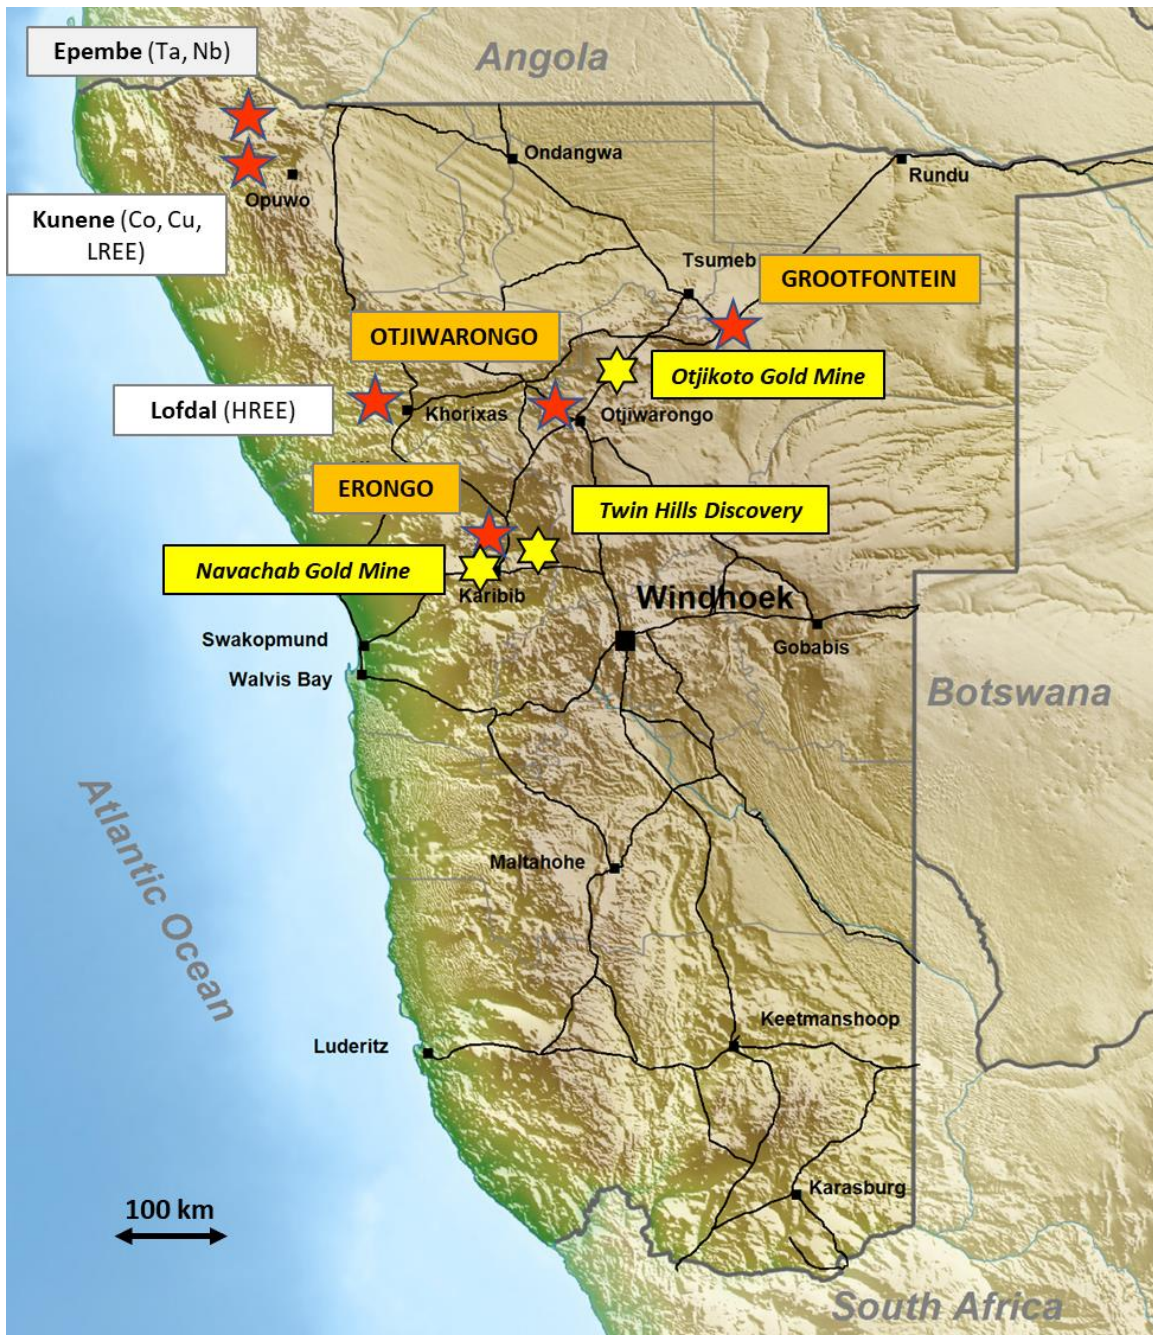 Epembe (Ta, Nb)
Angola
Ondangwa
Rundu
Opuwo
Kunene (Co, Cu,
LREE)
Tsumeb
GROOTFONTEIN
OTJIWARONGO
Otjikoto Gold Mine
Lofdal (HREE)
Khorixas
Otjiwarongo
ERONGO
Twin Hills Discovery
Navachab Gold Mine
Karibib
Windhoek
Swakopmund
Gobabis
Walvis Bay
Botswana
Atlantic Ocean
Maltahohe
Keetmanshoop
Luderitz
Karasburg
100 km
South Africa